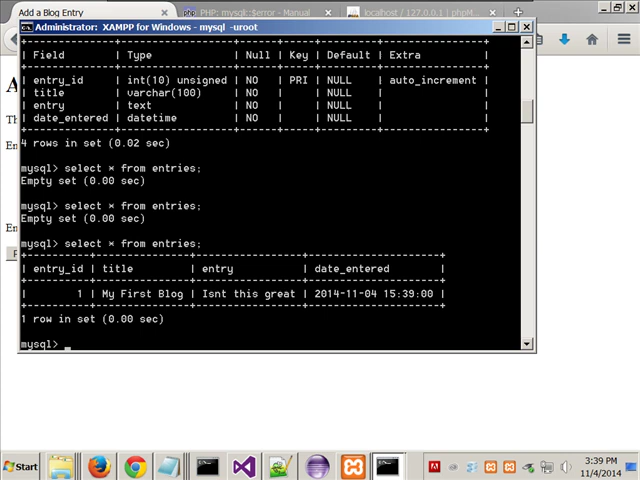 Add a Blog Entry
PHP: mysql::$error - Manual
localhost / 127.0.0.1 | phpM...
Administrator: XAMPP for Windows - mysql -uroot
| Field | Type | Null | Key | Default | Extra |
| entry_id | int(10) unsigned | NO | PRI | NULL | auto_increment |
| title | varchar(100) | NO | | NULL | |
| entry | text | NO | | NULL | |
| date_entered | datetime | NO | | NULL | |
4 rows in set (0.02 sec)
mysql> select * from entries;
Empty set (0.00 sec)
mysql> select * from entries;
Empty set (0.00 sec)
mysql> select * from entries;
| entry_id | title | entry | date_entered |
| 1 | My First Blog | Isnt this great | 2014-11-04 15:39:00 |
1 row in set (0.00 sec)
mysql> _
Start
3:39 PM
11/4/2014